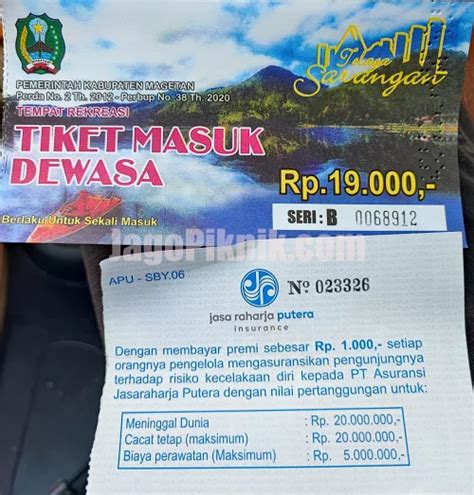 Telaga
Sarangan
PEMERINTAH KABUPATEN MAGETAN
Perda No. 2 Th. 2012 - Perbup No. 38 Th. 2020
TEMPAT REKREASI
TIKET MASUK
DEWASA
Rp.19.000,-
Berlaku Untuk Sekali Masuk
SERI : B 0068912
JagoPiknik.com
APU - SBY.06
No 023326
jasa raharja putera
insurance
Dengan membayar premi sebesar Rp. 1.000,- setiap
orangnya pengelola mengasuransikan pengunjungnya
terhadap risiko kecelakaan diri kepada PT Asuransi
Jasaraharja Putera dengan nilai pertanggungan untuk:
Meninggal Dunia : Rp. 20.000.000,-
Cacat tetap (maksimum) : Rp. 20.000.000,-
Biaya perawatan (Maksimum) : Rp. 5.000.000,-